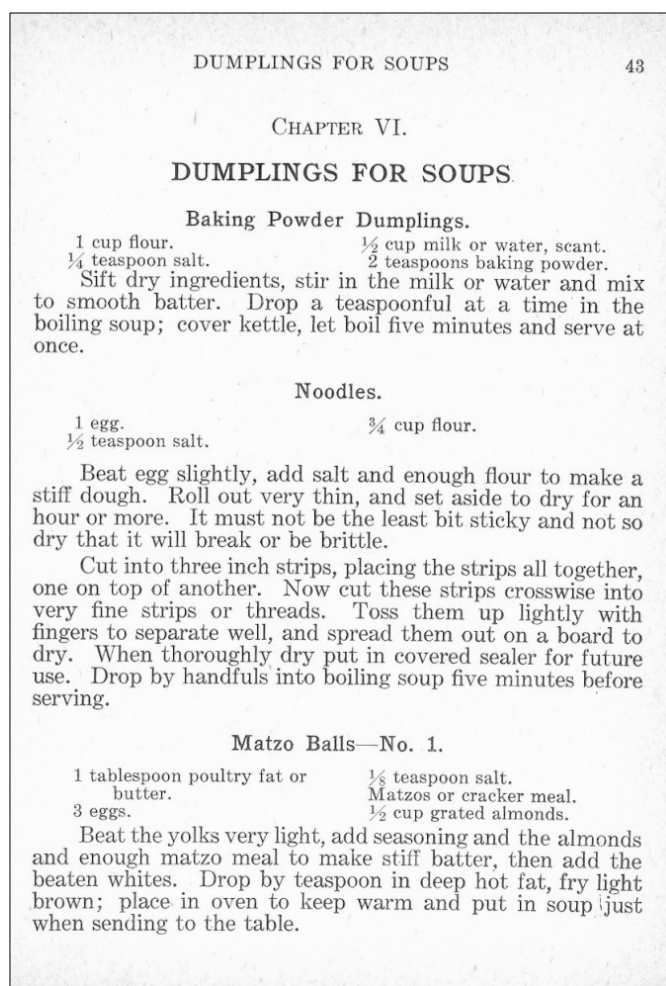 DUMPLINGS FOR SOUPS 43
CHAPTER VI.
DUMPLINGS FOR SOUPS
Baking Powder Dumplings.
1 cup flour. ½ cup milk or water, scant.
¼ teaspoon salt. 2 teaspoons baking powder.
Sift dry ingredients, stir in the milk or water and mix
to smooth batter. Drop a teaspoonful at a time in the
boiling soup; cover kettle, let boil five minutes and serve at
once.
Noodles.
1 egg. ¾ cup flour.
½ teaspoon salt.
Beat egg slightly, add salt and enough flour to make a
stiff dough. Roll out very thin, and set aside to dry for an
hour or more. It must not be the least bit sticky and not so
dry that it will break or be brittle.
Cut into three inch strips, placing the strips all together,
one on top of another. Now cut these strips crosswise into
very fine strips or threads. Toss them up lightly with
fingers to separate well, and spread them out on a board to
dry. When thoroughly dry put in covered sealer for future
use. Drop by handfuls into boiling soup five minutes before
serving.
Matzo Balls—No. 1.
1 tablespoon poultry fat or ⅛ teaspoon salt.
butter. Matzos or cracker meal.
3 eggs. ½ cup grated almonds.
Beat the yolks very light, add seasoning and the almonds
and enough matzo meal to make stiff batter, then add the
beaten whites. Drop by teaspoon in deep hot fat, fry light
brown; place in oven to keep warm and put in soup just
when sending to the table.